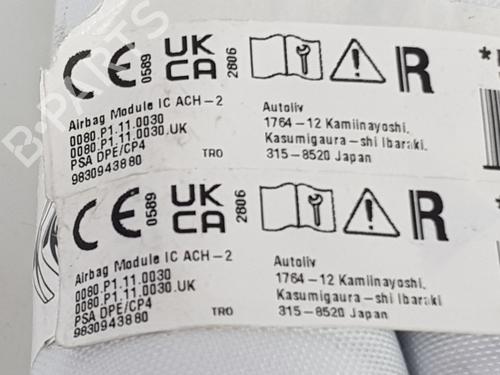 CE 0589 UK CA 2806 R
Airbag Module IC ACH-2
0080.P1.11.0030
0080.P1.11.0030.UK
PSA DPE/CP4
9830943880
TRO
Autoliv
1764-12 Kamiinayoshi,
Kasumigaura-shi Ibaraki,
315-8520 Japan
CE 0589 UK CA 2806 R
Airbag Module IC ACH-2
0080.P1.11.0030
0080.P1.11.0030.UK
PSA DPE/CP4
9830943880
TRO
Autoliv
1764-12 Kamiinayoshi,
Kasumigaura-shi Ibaraki
315-8520 Japan
B-PARTS